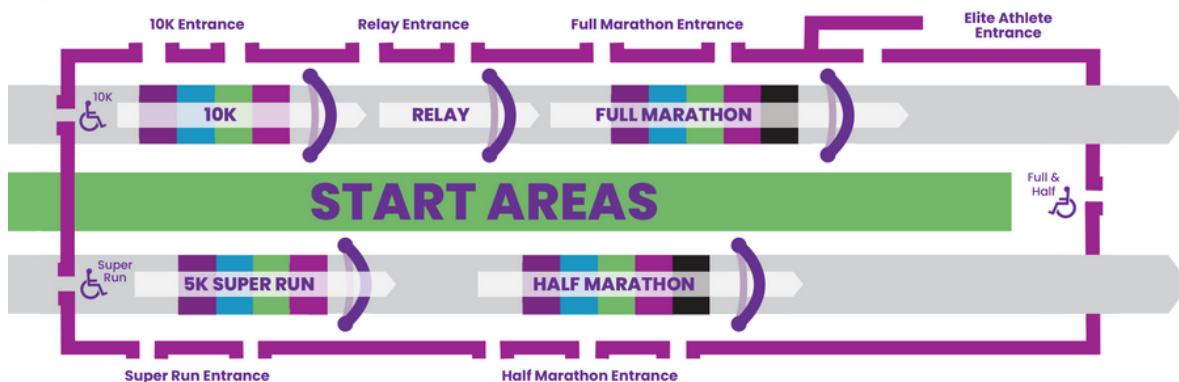 10K Entrance
Relay Entrance
Full Marathon Entrance
Elite Athlete
Entrance
10K
10K
RELAY
FULL MARATHON
START AREAS
Full &
Half
Super
Run
5K SUPER RUN
HALF MARATHON
Super Run Entrance
Half Marathon Entrance